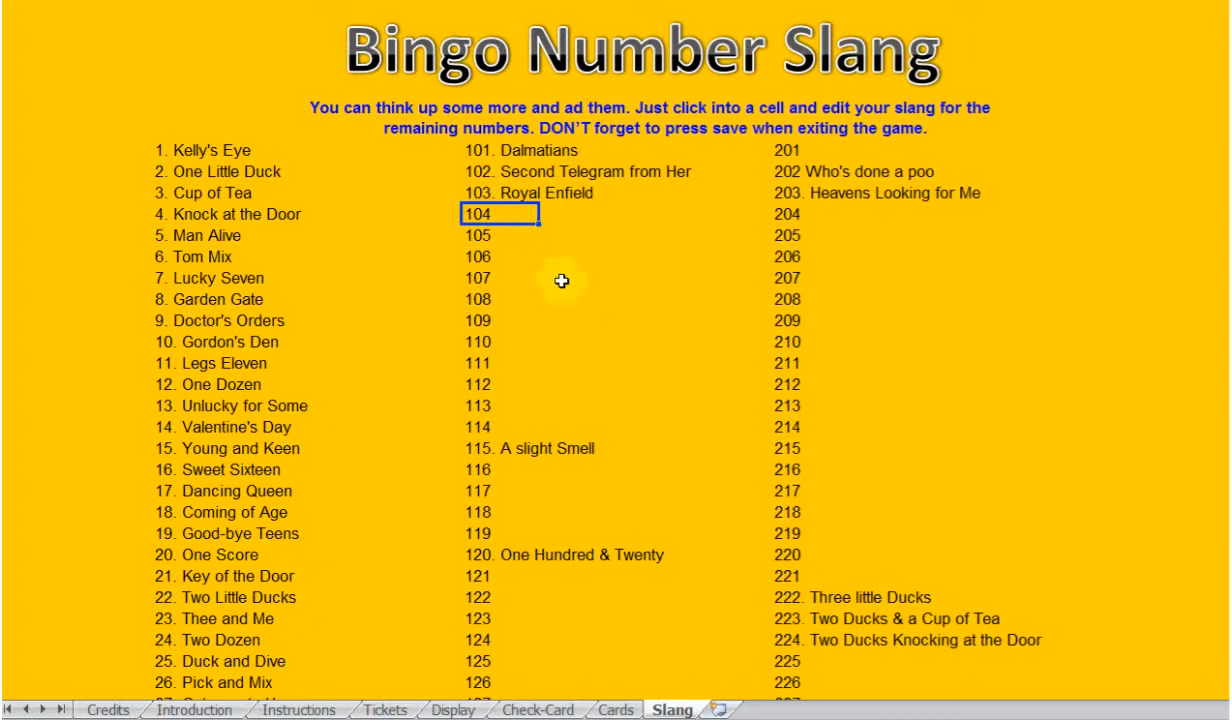 Bingo Number Slang
You can think up some more and ad them. Just click into a cell and edit your slang for the
remaining numbers. DON'T forget to press save when exiting the game.
1. Kelly's Eye
2. One Little Duck
3. Cup of Tea
4. Knock at the Door
5. Man Alive
6. Tom Mix
7. Lucky Seven
8. Garden Gate
9. Doctor's Orders
10. Gordon's Den
11. Legs Eleven
12. One Dozen
13. Unlucky for Some
14. Valentine's Day
15. Young and Keen
16. Sweet Sixteen
17. Dancing Queen
18. Coming of Age
19. Good-bye Teens
20. One Score
21. Key of the Door
22. Two Little Ducks
23. Thee and Me
24. Two Dozen
25. Duck and Dive
26. Pick and Mix
101. Dalmatians
102. Second Telegram from Her
103. Royal Enfield
104
105
106
107
108
109
110
111
112
113
114
115. A slight Smell
116
117
118
119
120. One Hundred & Twenty
121
122
123
124
125
126
201
202 Who's done a poo
203. Heavens Looking for Me
204
205
206
207
208
209
210
211
212
213
214
215
216
217
218
219
220
221
222. Three little Ducks
223. Two Ducks & a Cup of Tea
224. Two Ducks Knocking at the Door
225
226
Credits
Introduction
Instructions
Tickets
Display
Check-Card
Cards
Slang